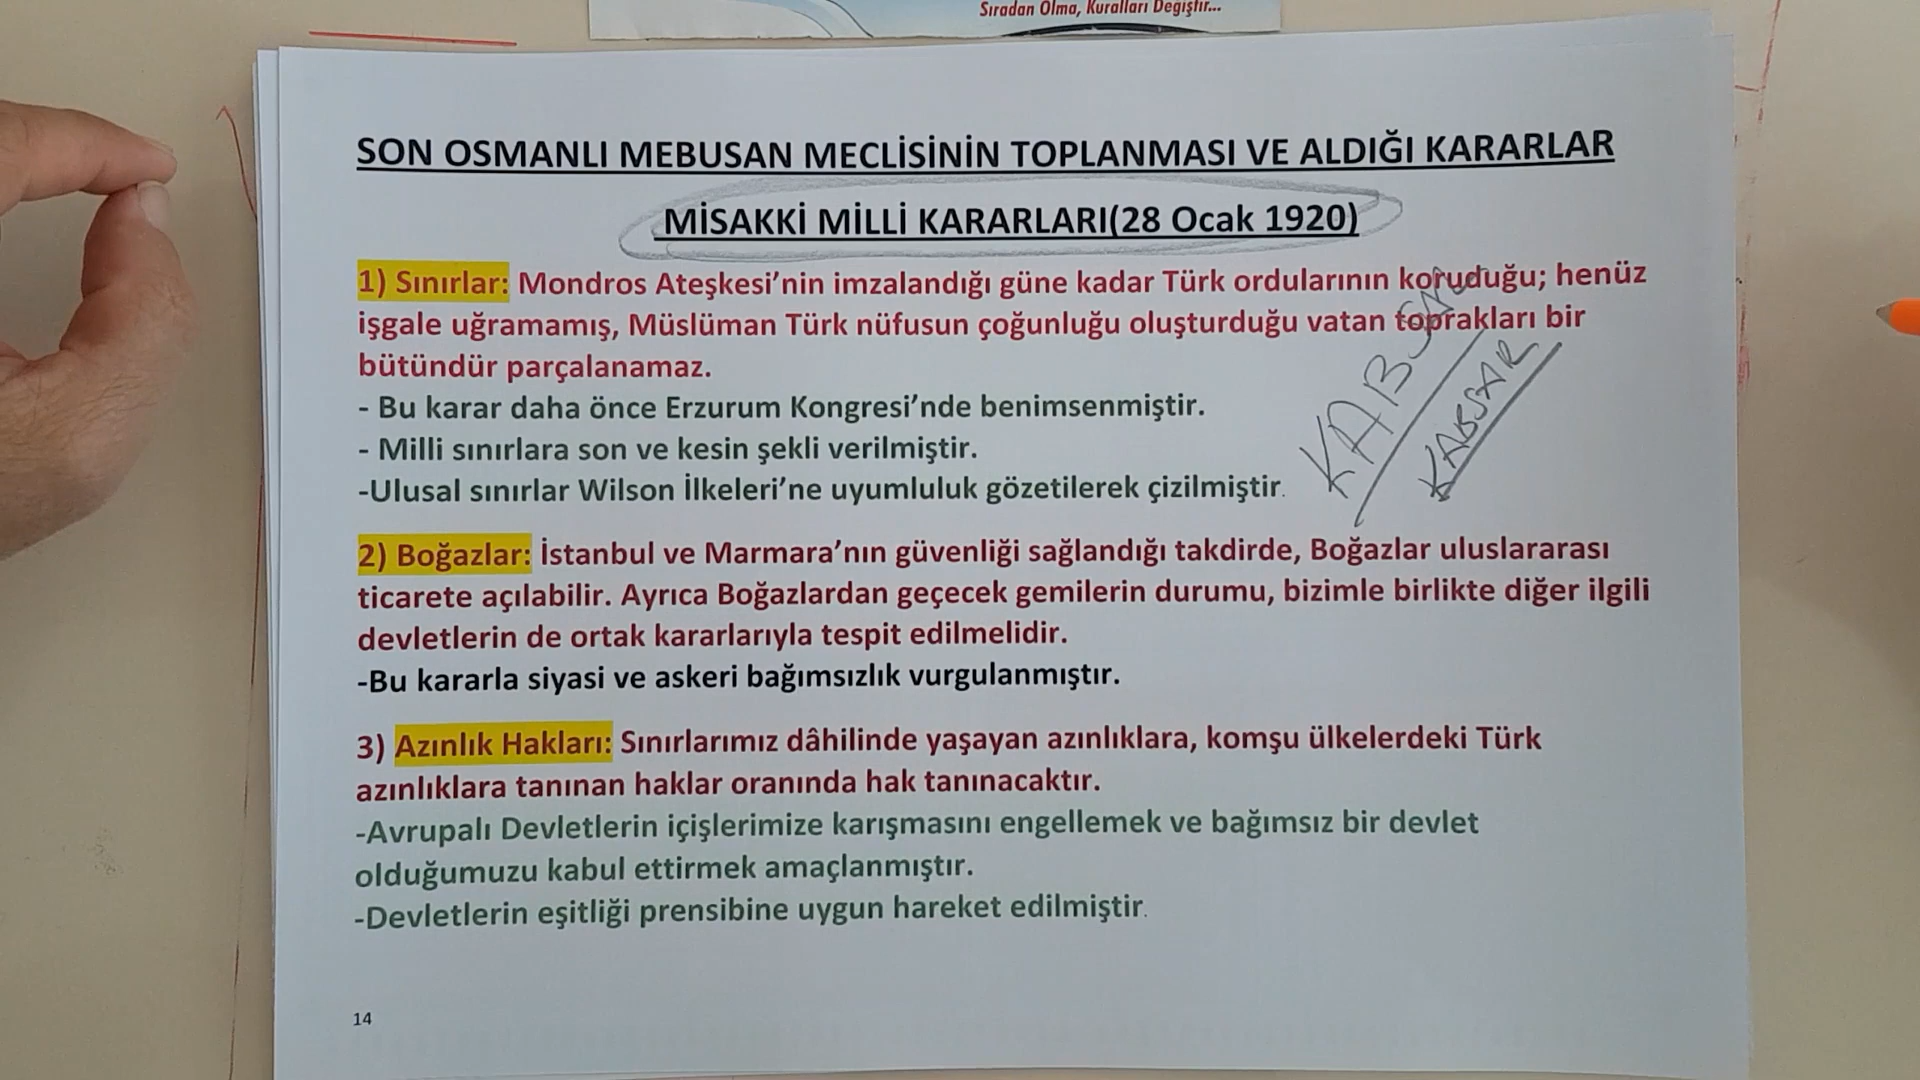 Sıradan Olma, Kuralları Değiştir...
SON OSMANLI MEBUSAN MECLİSİNİN TOPLANMASI VE ALDIĞI KARARLAR
MİSAKKİ MİLLİ KARARLARI(28 Ocak 1920)
1) Sınırlar: Mondros Ateşkesi’nin imzalandığı güne kadar Türk ordularının koruduğu; henüz
işgale uğramamış, Müslüman Türk nüfusun çoğunluğu oluşturduğu vatan toprakları bir
bütündür parçalanamaz.
- Bu karar daha önce Erzurum Kongresi’nde benimsenmiştir.
- Milli sınırlara son ve kesin şekli verilmiştir.
-Ulusal sınırlar Wilson İlkeleri’ne uyumluluk gözetilerek çizilmiştir.
KABSAR
2) Boğazlar: İstanbul ve Marmara’nın güvenliği sağlandığı takdirde, Boğazlar uluslararası
ticarete açılabilir. Ayrıca Boğazlardan geçecek gemilerin durumu, bizimle birlikte diğer ilgili
devletlerin de ortak kararlarıyla tespit edilmelidir.
-Bu kararla siyasi ve askeri bağımsızlık vurgulanmıştır.
3) Azınlık Hakları: Sınırlarımız dâhilinde yaşayan azınlıklara, komşu ülkelerdeki Türk
azınlıklara tanınan haklar oranında hak tanınacaktır.
-Avrupalı Devletlerin içişlerimize karışmasını engellemek ve bağımsız bir devlet
olduğumuzu kabul ettirmek amaçlanmıştır.
-Devletlerin eşitliği prensibine uygun hareket edilmiştir.
14